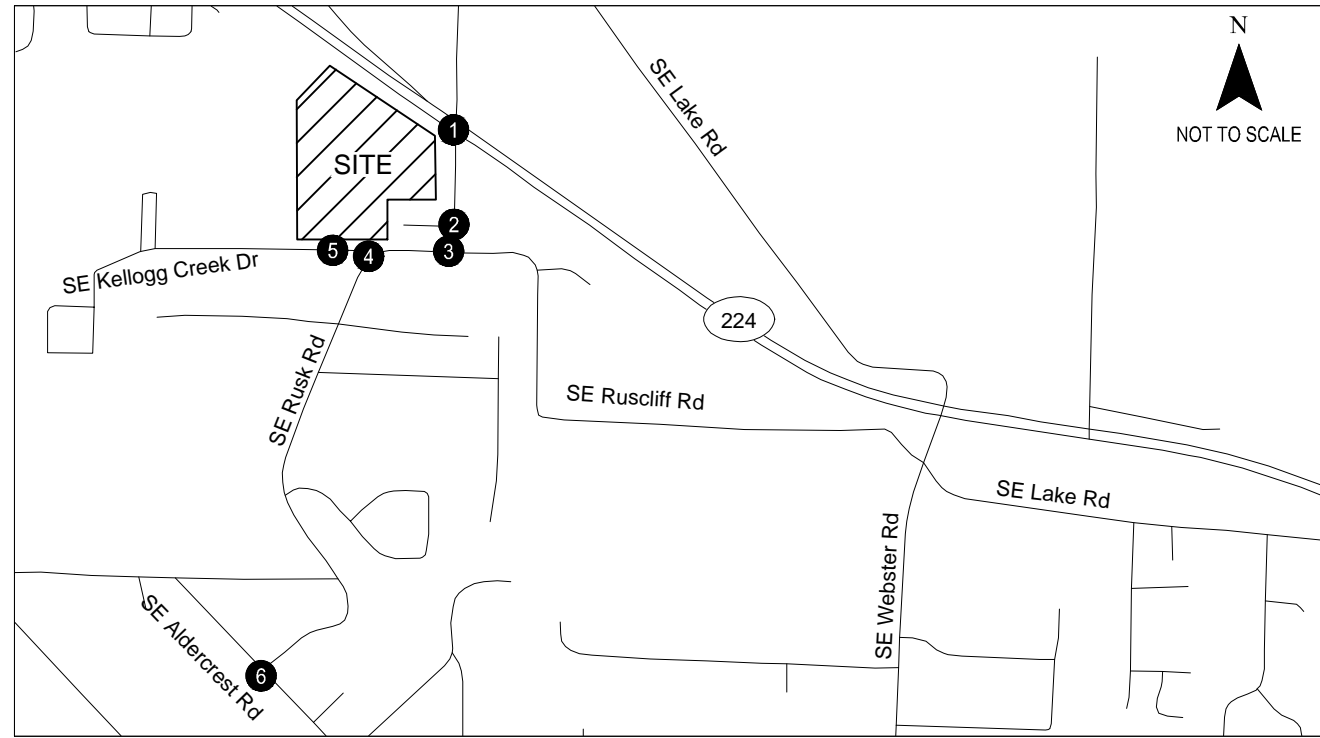 N
NOT TO SCALE
SE Lake Rd
1
SITE
2
5
4
3
SE Kellogg Creek Dr
224
SE Rusk Rd
SE Ruscliff Rd
SE Lake Rd
SE Webster Rd
SE Aldercrest Rd
6